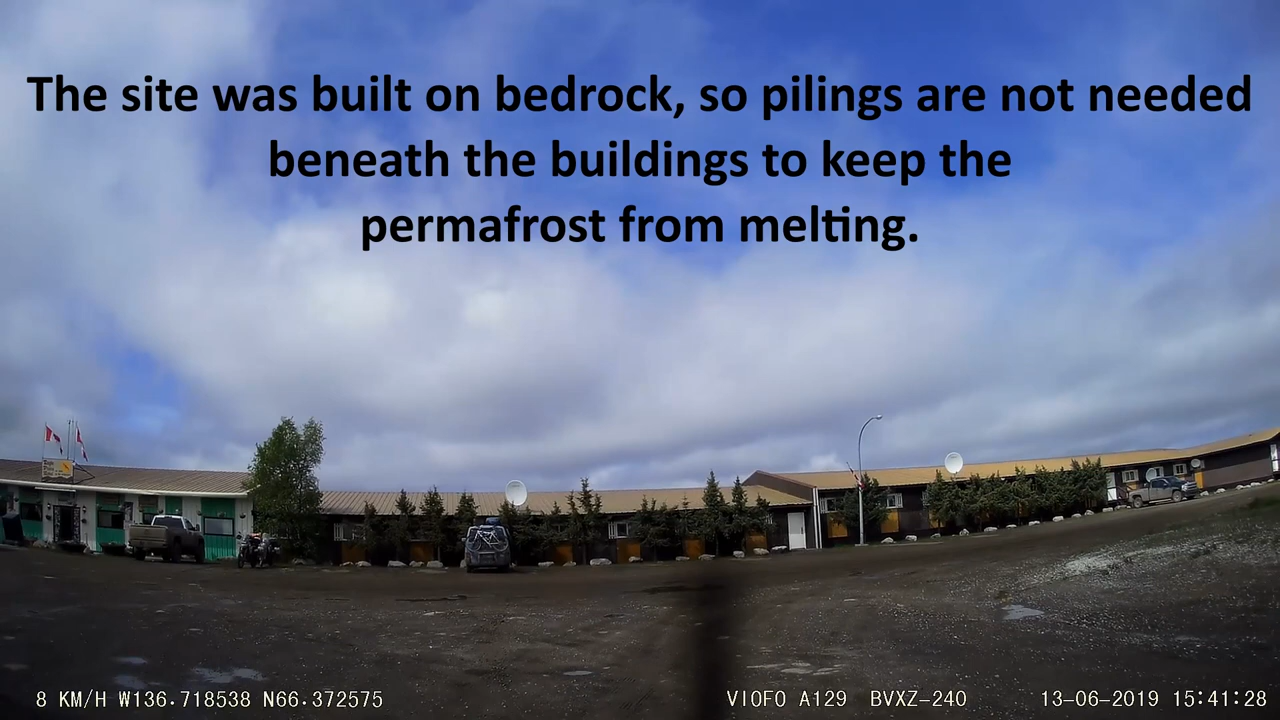 The site was built on bedrock, so pilings are not needed
beneath the buildings to keep the
permafrost from melting.
8 KM/H W136.718538 N66.372575 VIOFO A129 BVXZ-240 13-06-2019 15:41:28